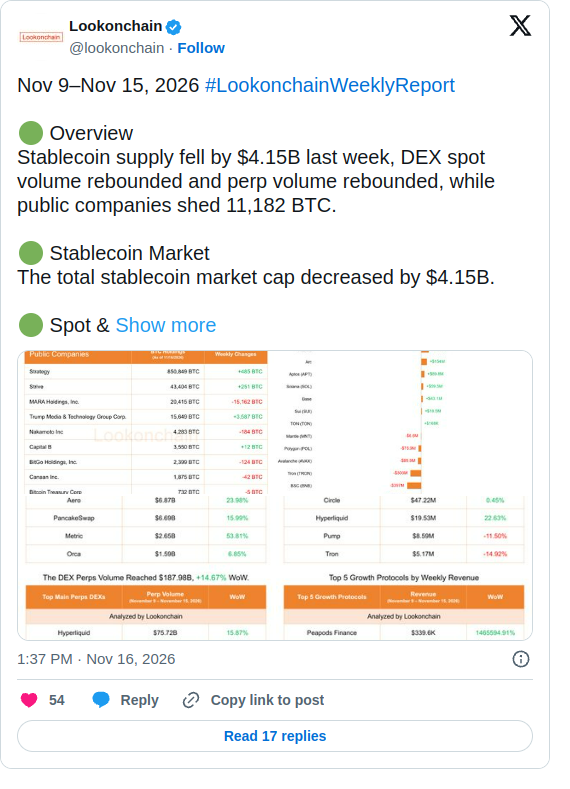 Lookonchain
Lookonchain
@lookonchain · Follow
Nov 9–Nov 15, 2026 #LookonchainWeeklyReport
Overview
Stablecoin supply fell by $4.15B last week, DEX spot
volume rebounded and perp volume rebounded, while
public companies shed 11,182 BTC.
Stablecoin Market
The total stablecoin market cap decreased by $4.15B.
Spot & Show more
Public Companies BTC Holdings Weekly Changes
Strategy 850,849 BTC +485 BTC
Strive 43,404 BTC +251 BTC
MARA Holdings, Inc. 20,415 BTC -15,162 BTC
Trump Media & Technology Group Corp. 15,649 BTC +3,587 BTC
Nakamoto Inc 4,283 BTC -184 BTC
Lookonchain
Capital B 3,550 BTC +12 BTC
BitGo Holdings, Inc. 2,399 BTC -124 BTC
Canaan Inc. 1,875 BTC -42 BTC
Bitcoin Treasury Corp 732 BTC
Arc
Aptos (APT)
Solana (SOL)
Base
Sui (SUI)
TON (TON)
Mantle (MNT)
Polygon (POL)
Avalanche (AVAX)
Tron (TRON)
BSC (BNB)
Aero $6.87B 23.98%
PancakeSwap $6.69B 15.99%
Metric $2.65B 53.61%
Orca $1.59B 6.65%
Circle $47.22M 0.45%
Hyperliquid $19.53M 22.63%
Pump $8.59M -11.50%
Tron $5.17M -14.92%
The DEX Perps Volume Reached $187.98B, +14.67% WoW.
Top Main Perps DEXs Perp Volume WoW
(November 9 - November 15, 2026)
Analyzed by Lookonchain
Hyperliquid $75.72B 15.87%
Top 5 Growth Protocols by Weekly Revenue
Top 5 Growth Protocols Revenue WoW
(November 9 - November 15, 2026)
Analyzed by Lookonchain
Peapods Finance $339.6K 1465594.91%
1:37 PM · Nov 16, 2026
54 Reply Copy link to post
Read 17 replies